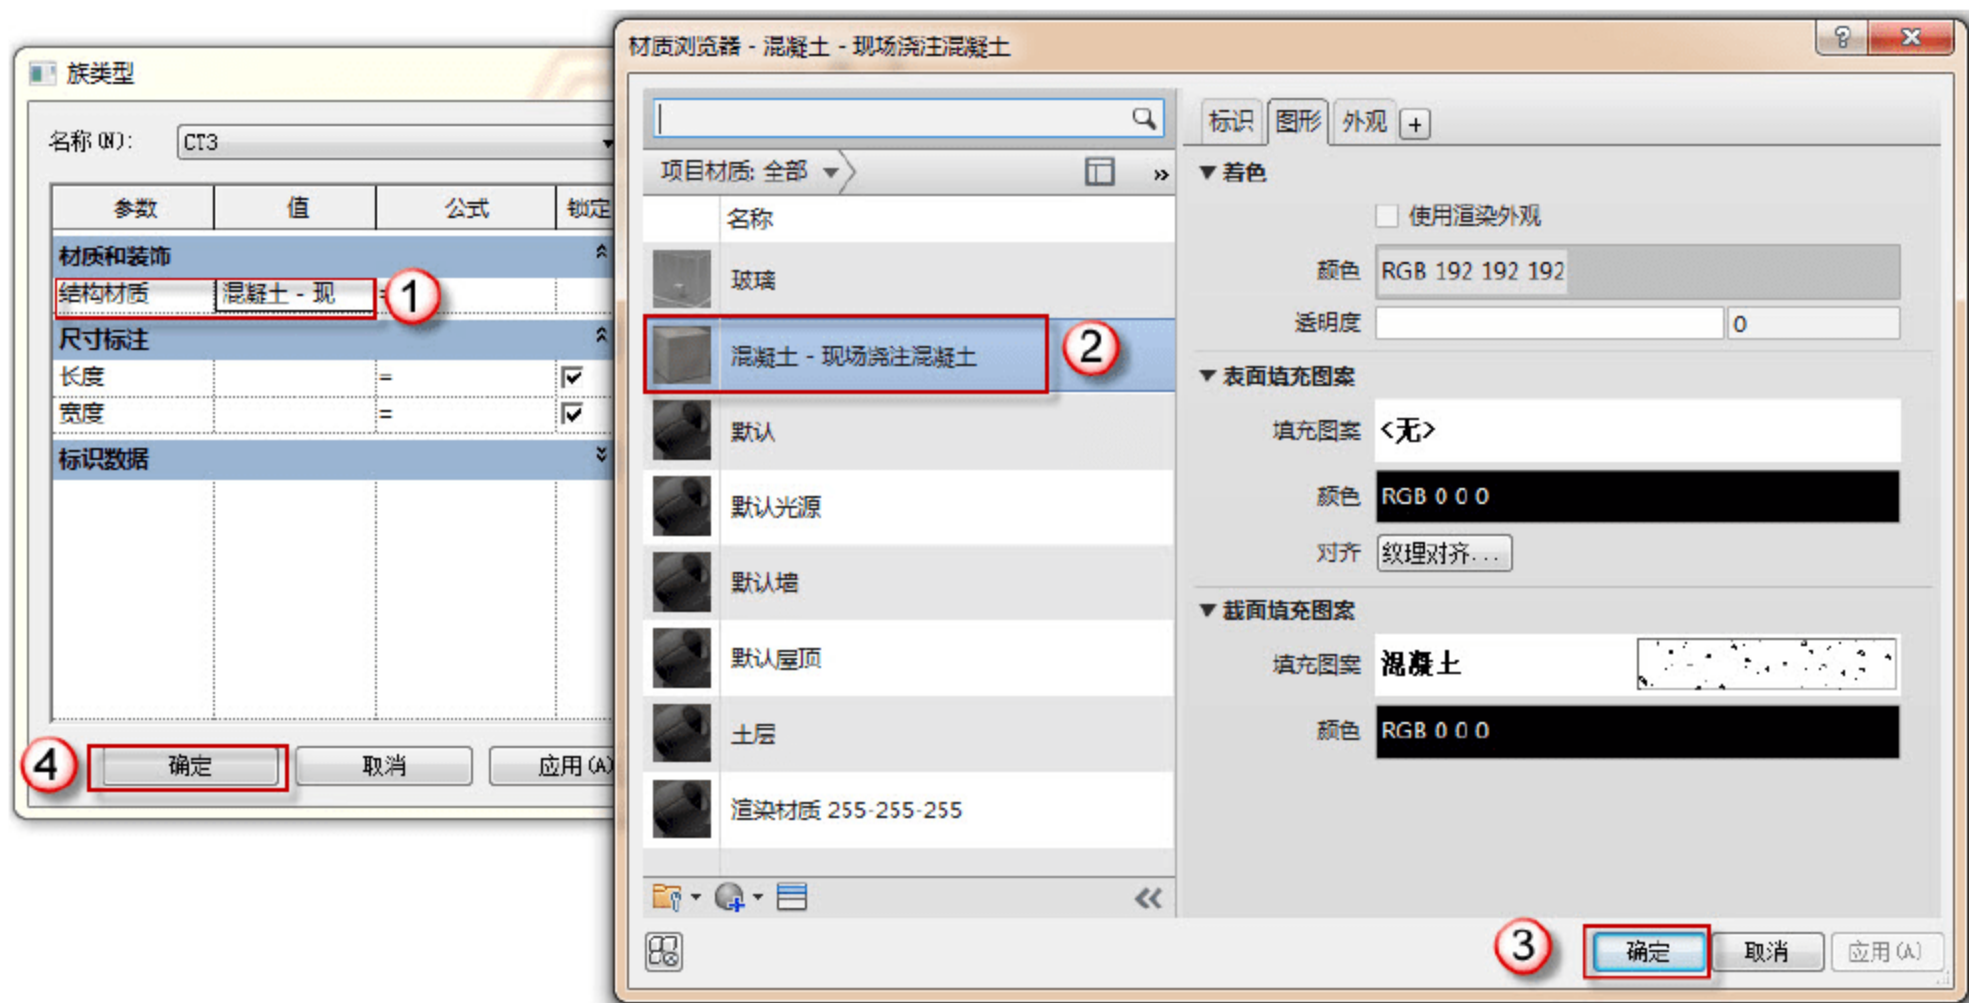 族类型
名称(N):
CT3
参数 值 公式 锁定
材质和装饰
结构材质 混凝土 - 现 =
①
尺寸标注
长度 =
宽度 =
标识数据
④
确定 取消 应用(A)
材质浏览器 - 混凝土 - 现场浇注混凝土
项目材质: 全部
名称
玻璃
混凝土 - 现场浇注混凝土
②
默认
默认光源
默认墙
默认屋顶
土层
渲染材质 255-255-255
标识 图形 外观 +
着色
使用渲染外观
颜色 RGB 192 192 192
透明度 0
表面填充图案
填充图案 <无>
颜色 RGB 0 0 0
对齐 纹理对齐...
截面填充图案
填充图案 混凝土
颜色 RGB 0 0 0
③
确定 取消 应用(A)